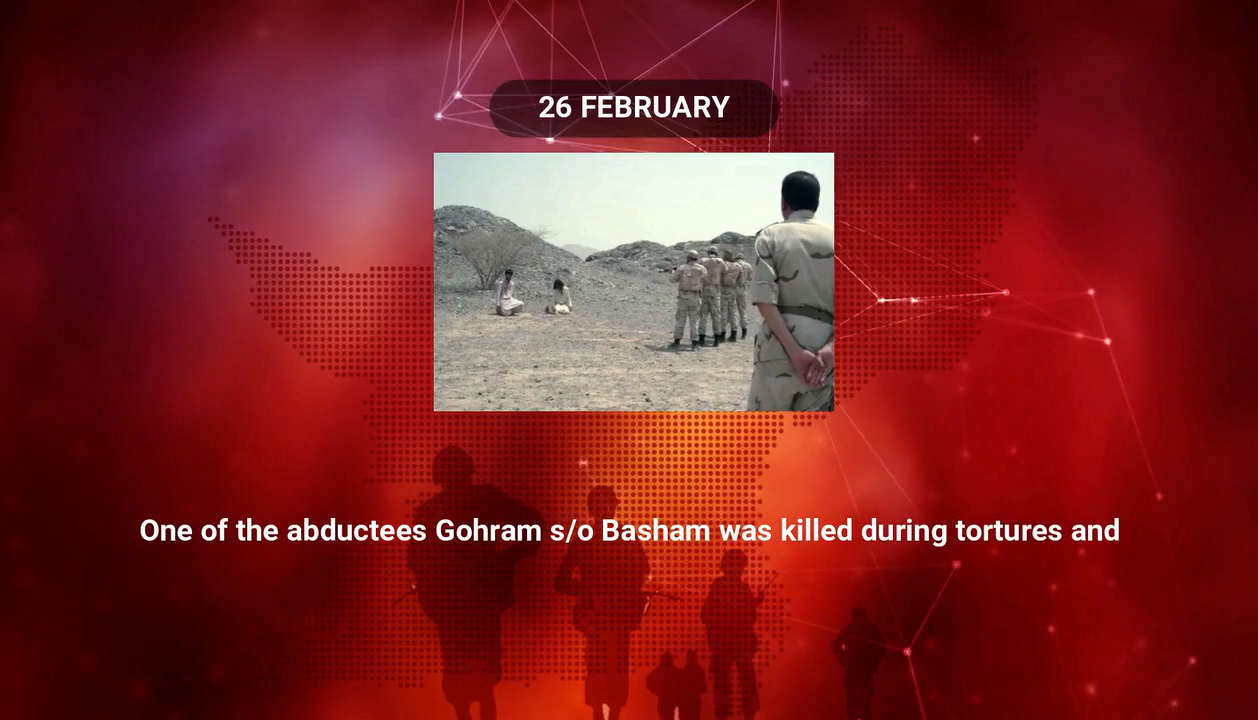 26 FEBRUARY
One of the abductees Gohram s/o Basham was killed during tortures and